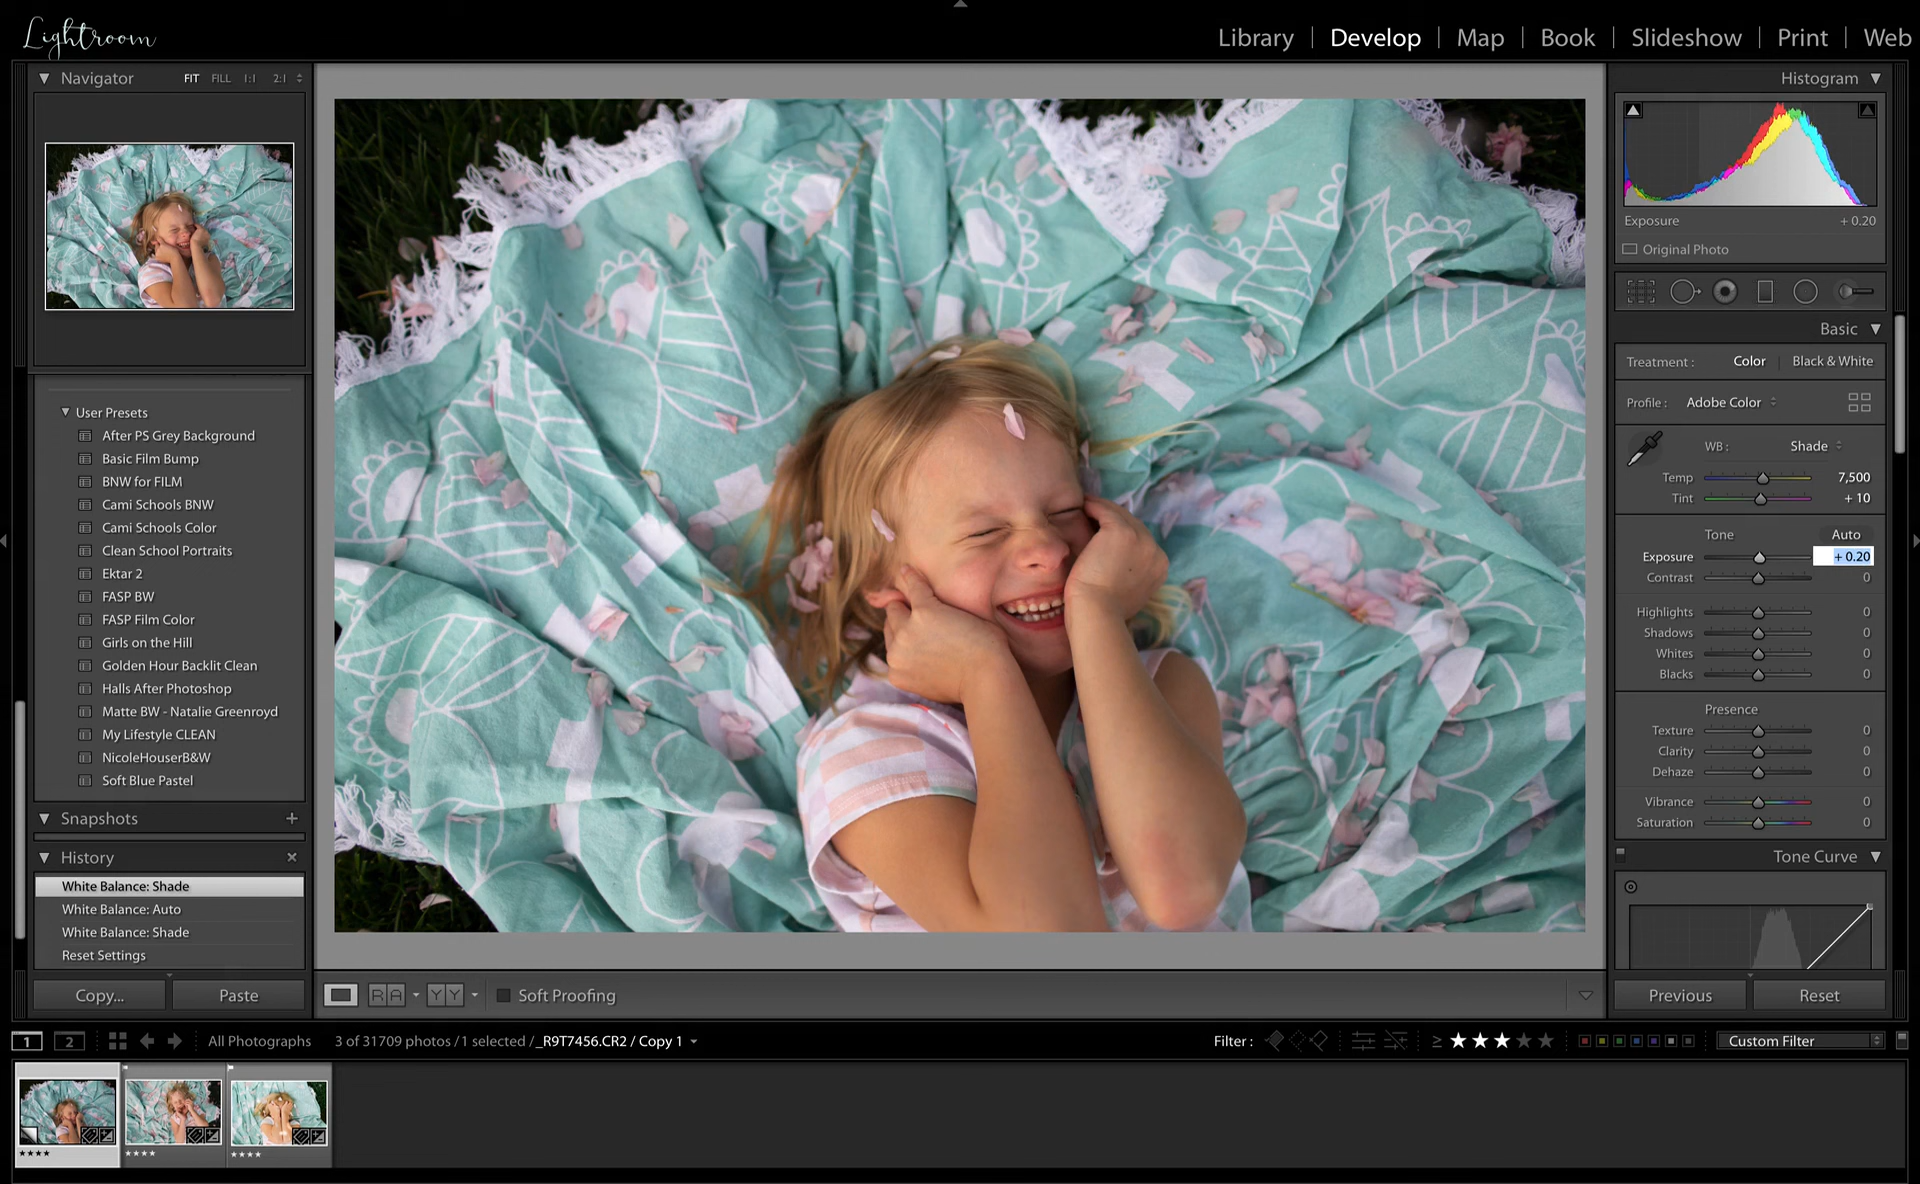 Lightroom
Library | Develop | Map | Book | Slideshow | Print | Web
Navigator FIT FILL 1:1 2:1
User Presets
After PS Grey Background
Basic Film Bump
BNW for FILM
Cami Schools BNW
Cami Schools Color
Clean School Portraits
Ektar 2
FASP BW
FASP Film Color
Girls on the Hill
Golden Hour Backlit Clean
Halls After Photoshop
Matte BW - Natalie Greenroyd
My Lifestyle CLEAN
NicoleHouserB&W
Soft Blue Pastel
Snapshots +
History ×
White Balance: Shade
White Balance: Auto
White Balance: Shade
Reset Settings
Copy... Paste
R A Y Y Soft Proofing
Histogram
Exposure + 0.20
Original Photo
Basic
Treatment : Color | Black & White
Profile : Adobe Color
WB : Shade
Temp 7,500
Tint + 10
Tone Auto
Exposure + 0.20
Contrast 0
Highlights 0
Shadows 0
Whites 0
Blacks 0
Presence
Texture 0
Clarity 0
Dehaze 0
Vibrance 0
Saturation 0
Tone Curve
Previous Reset
1 2 All Photographs 3 of 31709 photos / 1 selected / _R9T7456.CR2 / Copy 1 Filter : ≥ ★★★★★ Custom Filter
★★★★ ★★★★ ★★★★